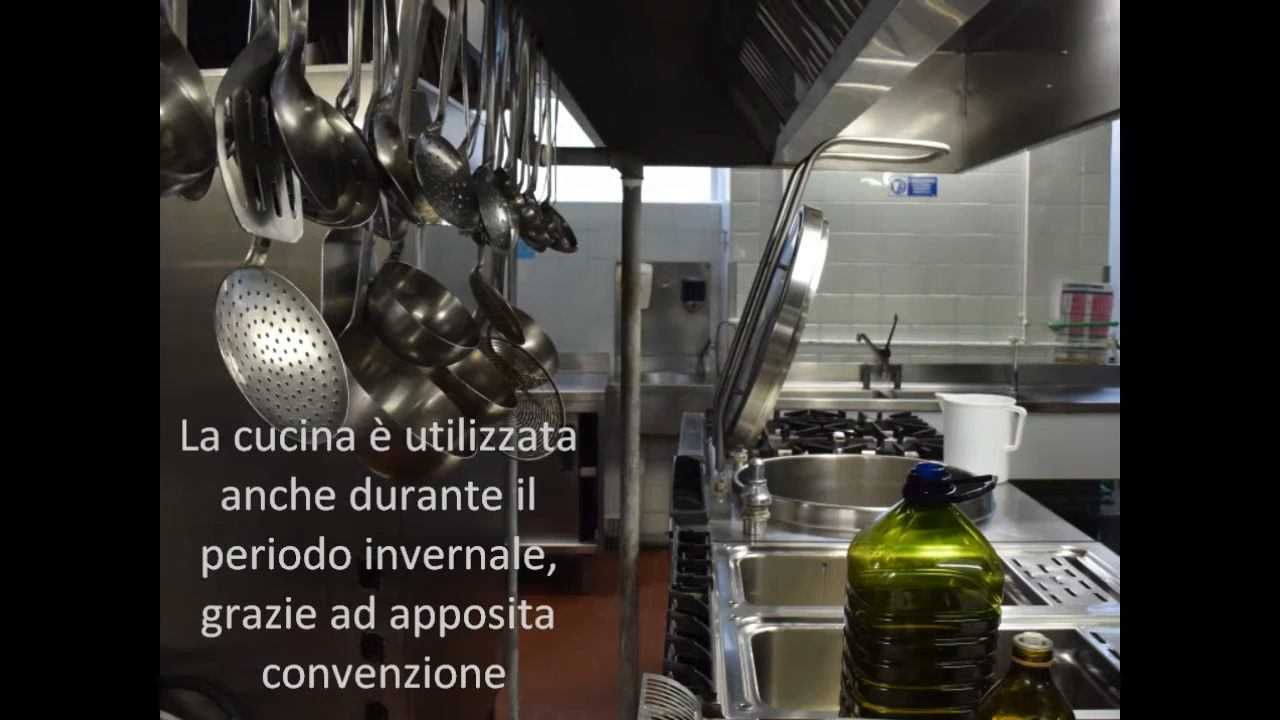 La cucina è utilizzata
anche durante il
periodo invernale,
grazie ad apposita
convenzione